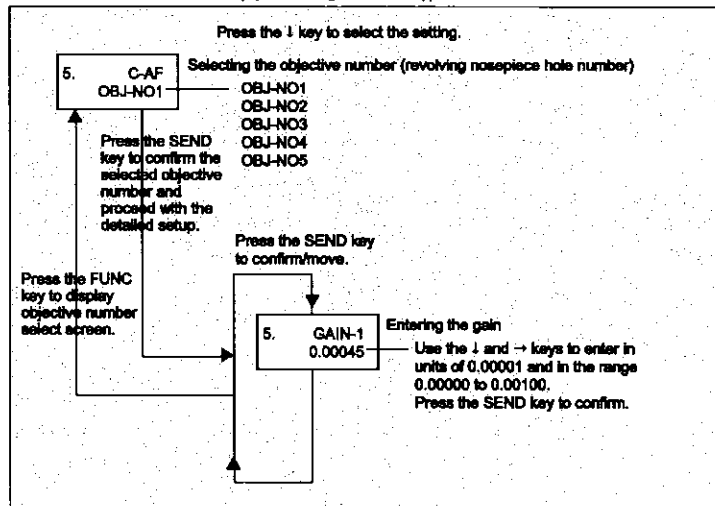 Press the ↓ key to select the setting.
5. C-AF
OBJ-NO1
Selecting the objective number (revolving nosepiece hole number)
OBJ-NO1
OBJ-NO2
OBJ-NO3
OBJ-NO4
OBJ-NO5
Press the SEND
key to confirm the
selected objective
number and
proceed with the
detailed setup.
Press the SEND key
to confirm/move.
Press the FUNC
key to display
objective number
select screen.
5. GAIN-1
0.00045
Entering the gain
Use the ↓ and → keys to enter in
units of 0.00001 and in the range
0.00000 to 0.00100.
Press the SEND key to confirm.